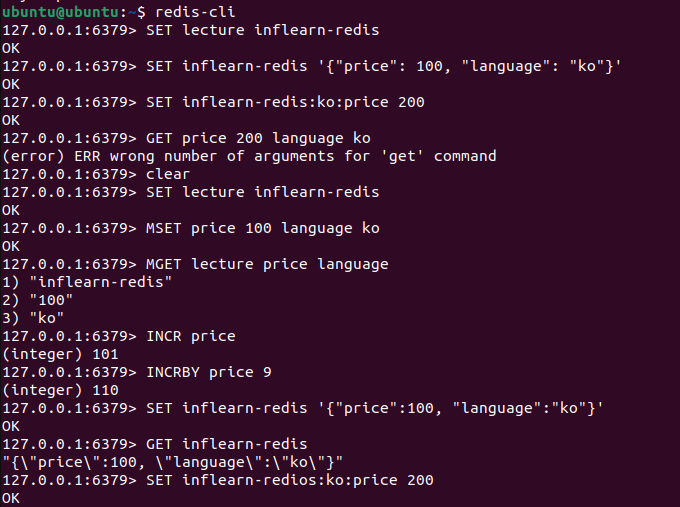 ubuntu@ubuntu:~$ redis-cli
127.0.0.1:6379> SET lecture inflearn-redis
OK
127.0.0.1:6379> SET inflearn-redis '{"price": 100, "language": "ko"}'
OK
127.0.0.1:6379> SET inflearn-redis:ko:price 200
OK
127.0.0.1:6379> GET price 200 language ko
(error) ERR wrong number of arguments for 'get' command
127.0.0.1:6379> clear
127.0.0.1:6379> SET lecture inflearn-redis
OK
127.0.0.1:6379> MSET price 100 language ko
OK
127.0.0.1:6379> MGET lecture price language
1) "inflearn-redis"
2) "100"
3) "ko"
127.0.0.1:6379> INCR price
(integer) 101
127.0.0.1:6379> INCRBY price 9
(integer) 110
127.0.0.1:6379> SET inflearn-redis '{"price":100, "language":"ko"}'
OK
127.0.0.1:6379> GET inflearn-redis
"{\"price\":100, \"language\":\"ko\"}"
127.0.0.1:6379> SET inflearn-redios:ko:price 200
OK